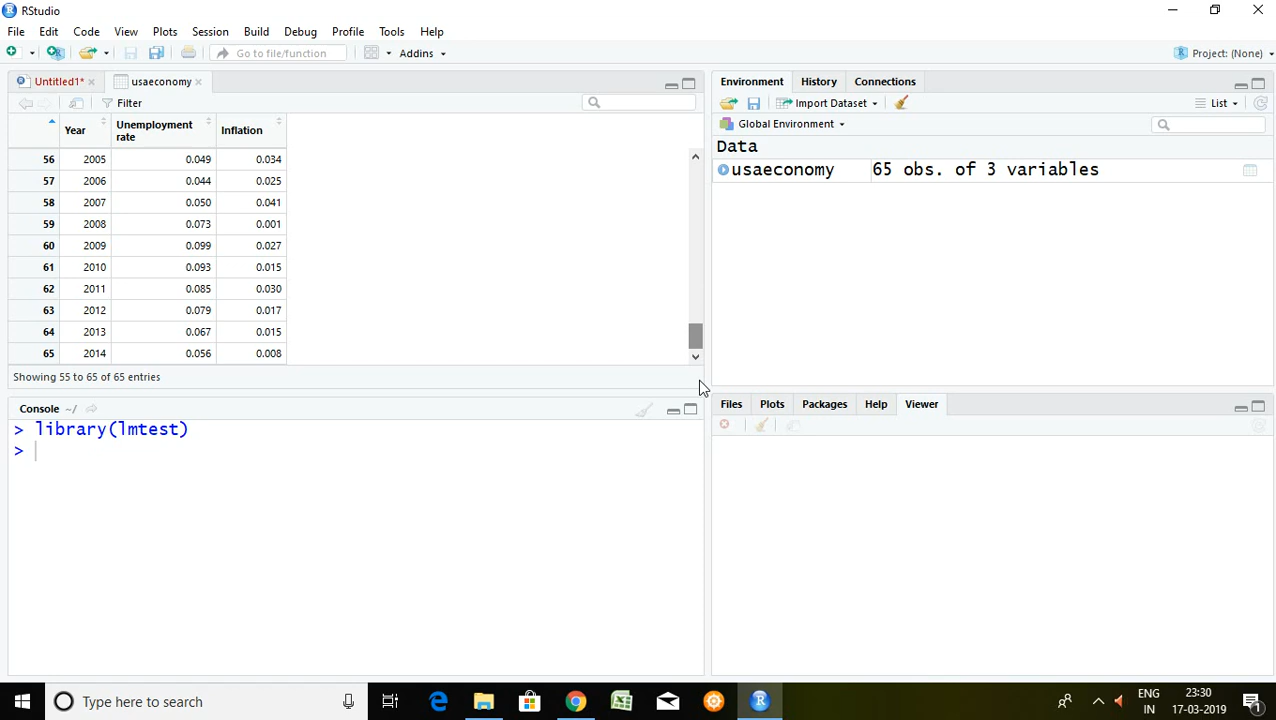 RStudio
File Edit Code View Plots Session Build Debug Profile Tools Help
Go to file/function Addins Project: (None)
Untitled1* usaeconomy
Filter
Year Unemployment rate Inflation
56 2005 0.049 0.034
57 2006 0.044 0.025
58 2007 0.050 0.041
59 2008 0.073 0.001
60 2009 0.099 0.027
61 2010 0.093 0.015
62 2011 0.085 0.030
63 2012 0.079 0.017
64 2013 0.067 0.015
65 2014 0.056 0.008
Showing 55 to 65 of 65 entries
Console ~/
> library(lmtest)
>
Environment History Connections
Import Dataset List
Global Environment
Data
usaeconomy 65 obs. of 3 variables
Files Plots Packages Help Viewer
Type here to search
ENG 23:30
IN 17-03-2019 1